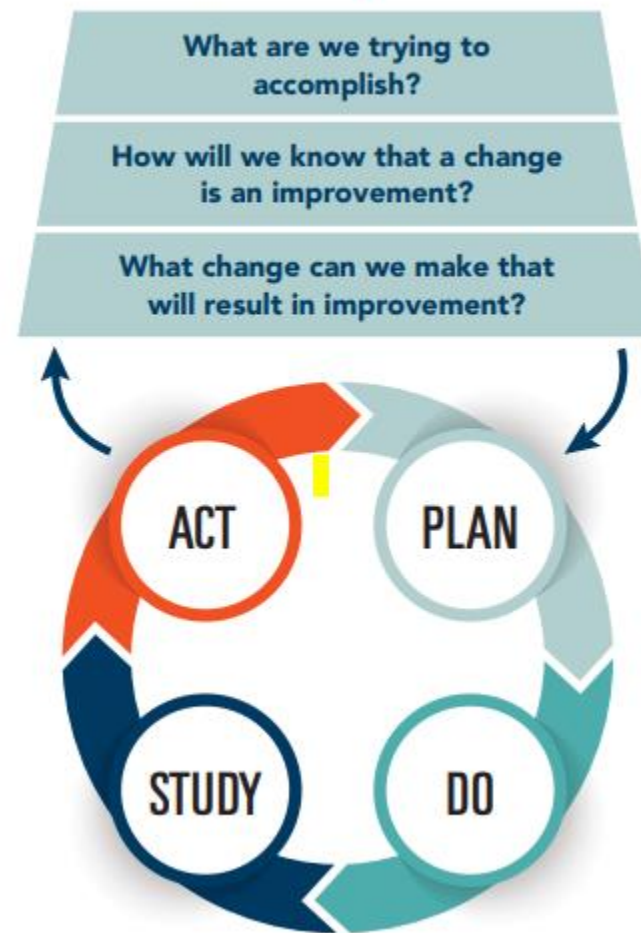 What are we trying to
accomplish?
How will we know that a change
is an improvement?
What change can we make that
will result in improvement?
ACT
PLAN
STUDY
DO